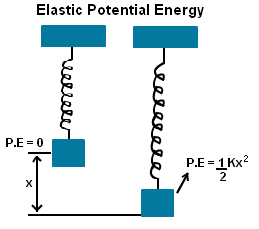 Elastic Potential Energy
P.E = 0
x
P.E = 1/2 Kx²